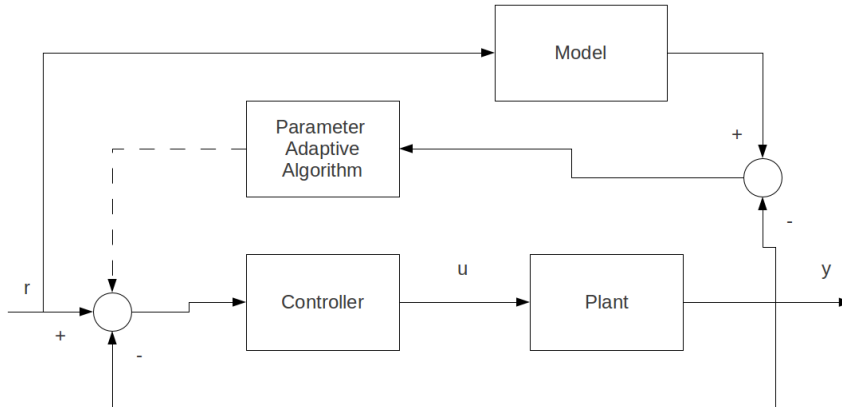 Model
Parameter
Adaptive
Algorithm
+
-
r
u
y
Controller
Plant
+
-